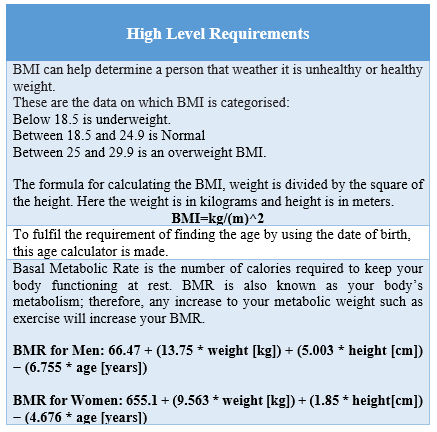 High Level Requirements
BMI can help determine a person that weather it is unhealthy or healthy
weight.
These are the data on which BMI is categorised:
Below 18.5 is underweight.
Between 18.5 and 24.9 is Normal
Between 25 and 29.9 is an overweight BMI.
The formula for calculating the BMI, weight is divided by the square of
the height. Here the weight is in kilograms and height is in meters.
BMI=kg/(m)^2
To fulfil the requirement of finding the age by using the date of birth,
this age calculator is made.
Basal Metabolic Rate is the number of calories required to keep your
body functioning at rest. BMR is also known as your body's
metabolism; therefore, any increase to your metabolic weight such as
exercise will increase your BMR.
BMR for Men: 66.47 + (13.75 * weight [kg]) + (5.003 * height [cm])
− (6.755 * age [years])
BMR for Women: 655.1 + (9.563 * weight [kg]) + (1.85 * height[cm])
− (4.676 * age [years])